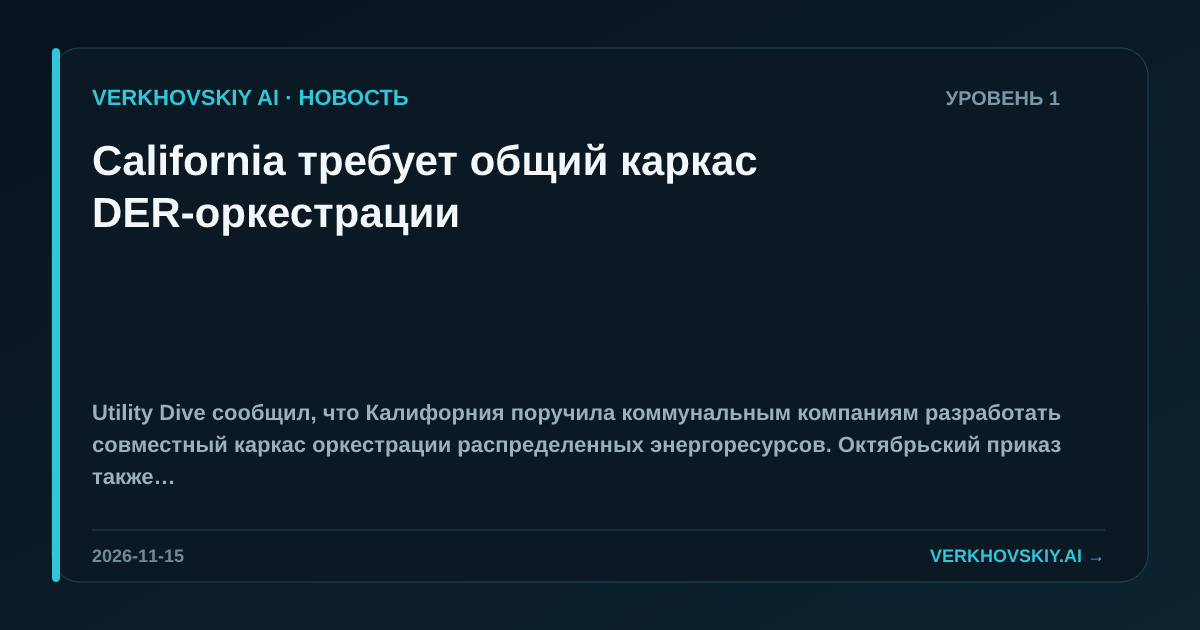 VERKHOVSKIY AI · НОВОСТЬ
УРОВЕНЬ 1
California требует общий каркас
DER-оркестрации
Utility Dive сообщил, что Калифорния поручила коммунальным компаниям разработать
совместный каркас оркестрации распределенных энергоресурсов. Октябрьский приказ
также…
2026-11-15
VERKHOVSKIY.AI →